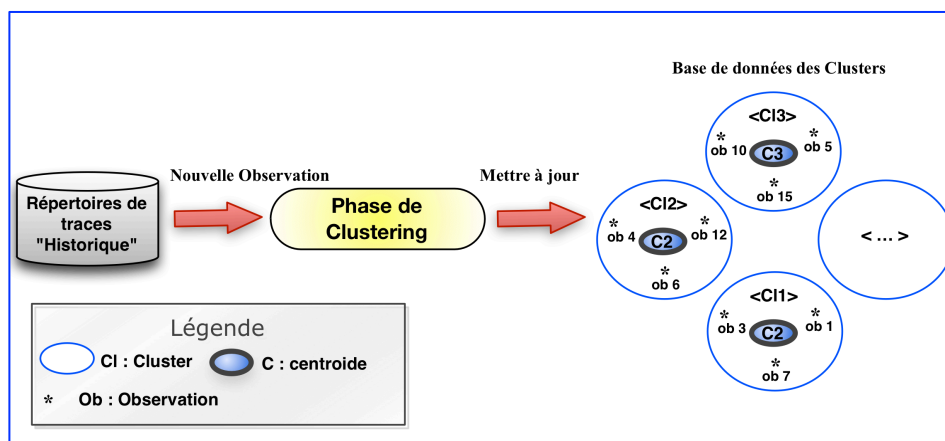 Base de données des Clusters
<Cl3>
*
ob 10
C3
*
ob 5
*
ob 15
Nouvelle Observation
Mettre à jour
Répertoires de
traces
"Historique"
Phase de
Clustering
<Cl2>
*
ob 4
C2
*
ob 12
*
ob 6
< ... >
<Cl1>
*
ob 3
C2
*
ob 1
*
ob 7
Légende
Cl : Cluster
C : centroide
* Ob : Observation